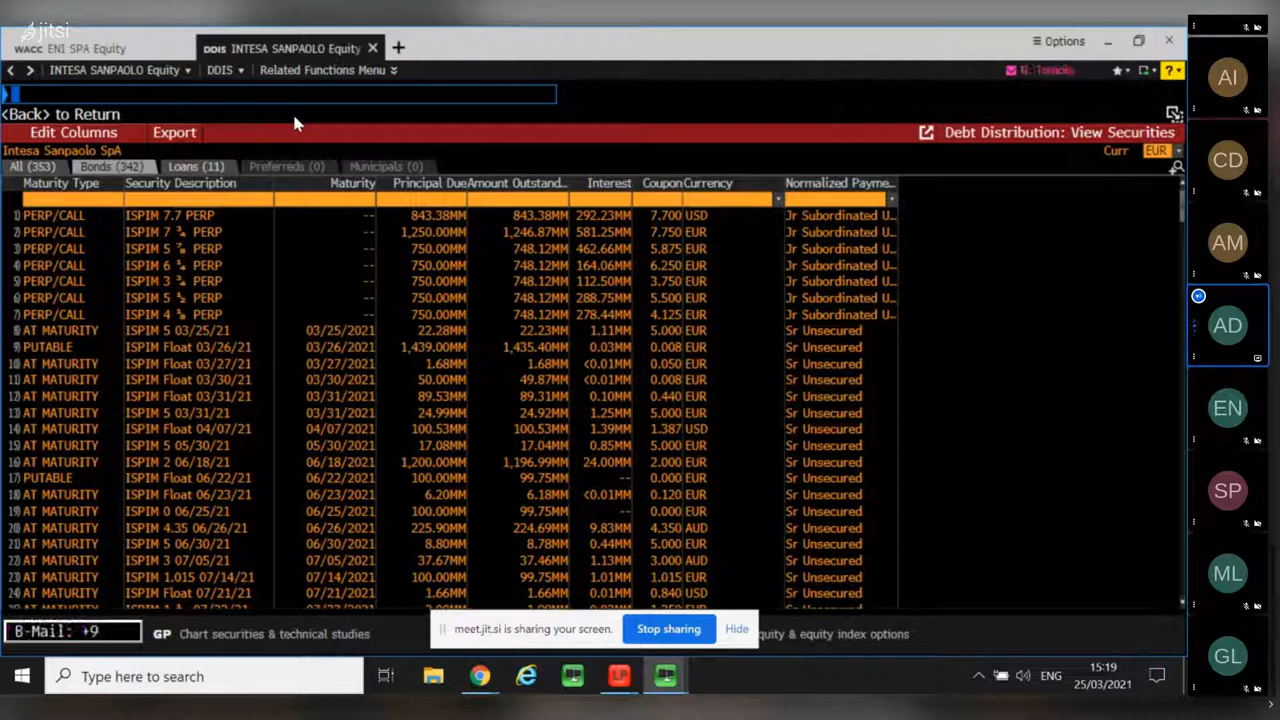 jitsi
WACC ENI SPA Equity
DDIS INTESA SANPAOLO Equity
Options
INTESA SANPAOLO Equity DDIS Related Functions Menu
<Back> to Return
Edit Columns Export Debt Distribution: View Securities
Intesa Sanpaolo SpA Curr EUR
All (353) Bonds (342) Loans (11) Preferreds (0) Municipals (0)
Maturity Type Security Description Maturity Principal Due Amount Outstand... Interest Coupon Currency Normalized Payme...
1) PERP/CALL ISPIM 7.7 PERP -- 843.38MM 843.38MM 292.23MM 7.700 USD Jr Subordinated U...
2) PERP/CALL ISPIM 7 ¾ PERP -- 1,250.00MM 1,246.87MM 581.25MM 7.750 EUR Jr Subordinated U...
3) PERP/CALL ISPIM 5 ⅞ PERP -- 750.00MM 748.12MM 462.66MM 5.875 EUR Jr Subordinated U...
4) PERP/CALL ISPIM 6 ¼ PERP -- 750.00MM 748.12MM 164.06MM 6.250 EUR Jr Subordinated U...
5) PERP/CALL ISPIM 3 ¾ PERP -- 750.00MM 748.12MM 112.50MM 3.750 EUR Jr Subordinated U...
6) PERP/CALL ISPIM 5 ½ PERP -- 750.00MM 748.12MM 288.75MM 5.500 EUR Jr Subordinated U...
7) PERP/CALL ISPIM 4 ⅛ PERP -- 750.00MM 748.12MM 278.44MM 4.125 EUR Jr Subordinated U...
8) AT MATURITY ISPIM 5 03/25/21 03/25/2021 22.28MM 22.23MM 1.11MM 5.000 EUR Sr Unsecured
9) PUTABLE ISPIM Float 03/26/21 03/26/2021 1,439.00MM 1,435.40MM 0.03MM 0.008 EUR Sr Unsecured
10) AT MATURITY ISPIM Float 03/27/21 03/27/2021 1.68MM 1.68MM <0.01MM 0.050 EUR Sr Unsecured
11) AT MATURITY ISPIM Float 03/30/21 03/30/2021 50.00MM 49.87MM <0.01MM 0.008 EUR Sr Unsecured
12) AT MATURITY ISPIM Float 03/31/21 03/31/2021 89.53MM 89.31MM 0.10MM 0.440 EUR Sr Unsecured
13) AT MATURITY ISPIM 5 03/31/21 03/31/2021 24.99MM 24.92MM 1.25MM 5.000 EUR Sr Unsecured
14) AT MATURITY ISPIM Float 04/07/21 04/07/2021 100.53MM 100.53MM 1.39MM 1.387 USD Sr Unsecured
15) AT MATURITY ISPIM 5 05/30/21 05/30/2021 17.08MM 17.04MM 0.85MM 5.000 EUR Sr Unsecured
16) AT MATURITY ISPIM 2 06/18/21 06/18/2021 1,200.00MM 1,196.99MM 24.00MM 2.000 EUR Sr Unsecured
17) PUTABLE ISPIM Float 06/22/21 06/22/2021 100.00MM 99.75MM -- 0.000 EUR Sr Unsecured
18) AT MATURITY ISPIM Float 06/23/21 06/23/2021 6.20MM 6.18MM <0.01MM 0.120 EUR Sr Unsecured
19) AT MATURITY ISPIM 0 06/25/21 06/25/2021 100.00MM 99.75MM -- 0.000 EUR Sr Unsecured
20) AT MATURITY ISPIM 4.35 06/26/21 06/26/2021 225.90MM 224.69MM 9.83MM 4.350 AUD Sr Unsecured
21) AT MATURITY ISPIM 5 06/30/21 06/30/2021 8.80MM 8.78MM 0.44MM 5.000 EUR Sr Unsecured
22) AT MATURITY ISPIM 3 07/05/21 07/05/2021 37.67MM 37.46MM 1.13MM 3.000 AUD Sr Unsecured
23) AT MATURITY ISPIM 1.015 07/14/21 07/14/2021 100.00MM 99.75MM 1.01MM 1.015 EUR Sr Unsecured
24) AT MATURITY ISPIM Float 07/21/21 07/21/2021 1.66MM 1.66MM 0.01MM 0.840 USD Sr Unsecured
B-Mail: +9 GP Chart securities & technical studies
meet.jit.si is sharing your screen. Stop sharing Hide
quity & equity index options
Type here to search
ENG
15:19
25/03/2021
AI
CD
AM
AD
EN
SP
ML
GL